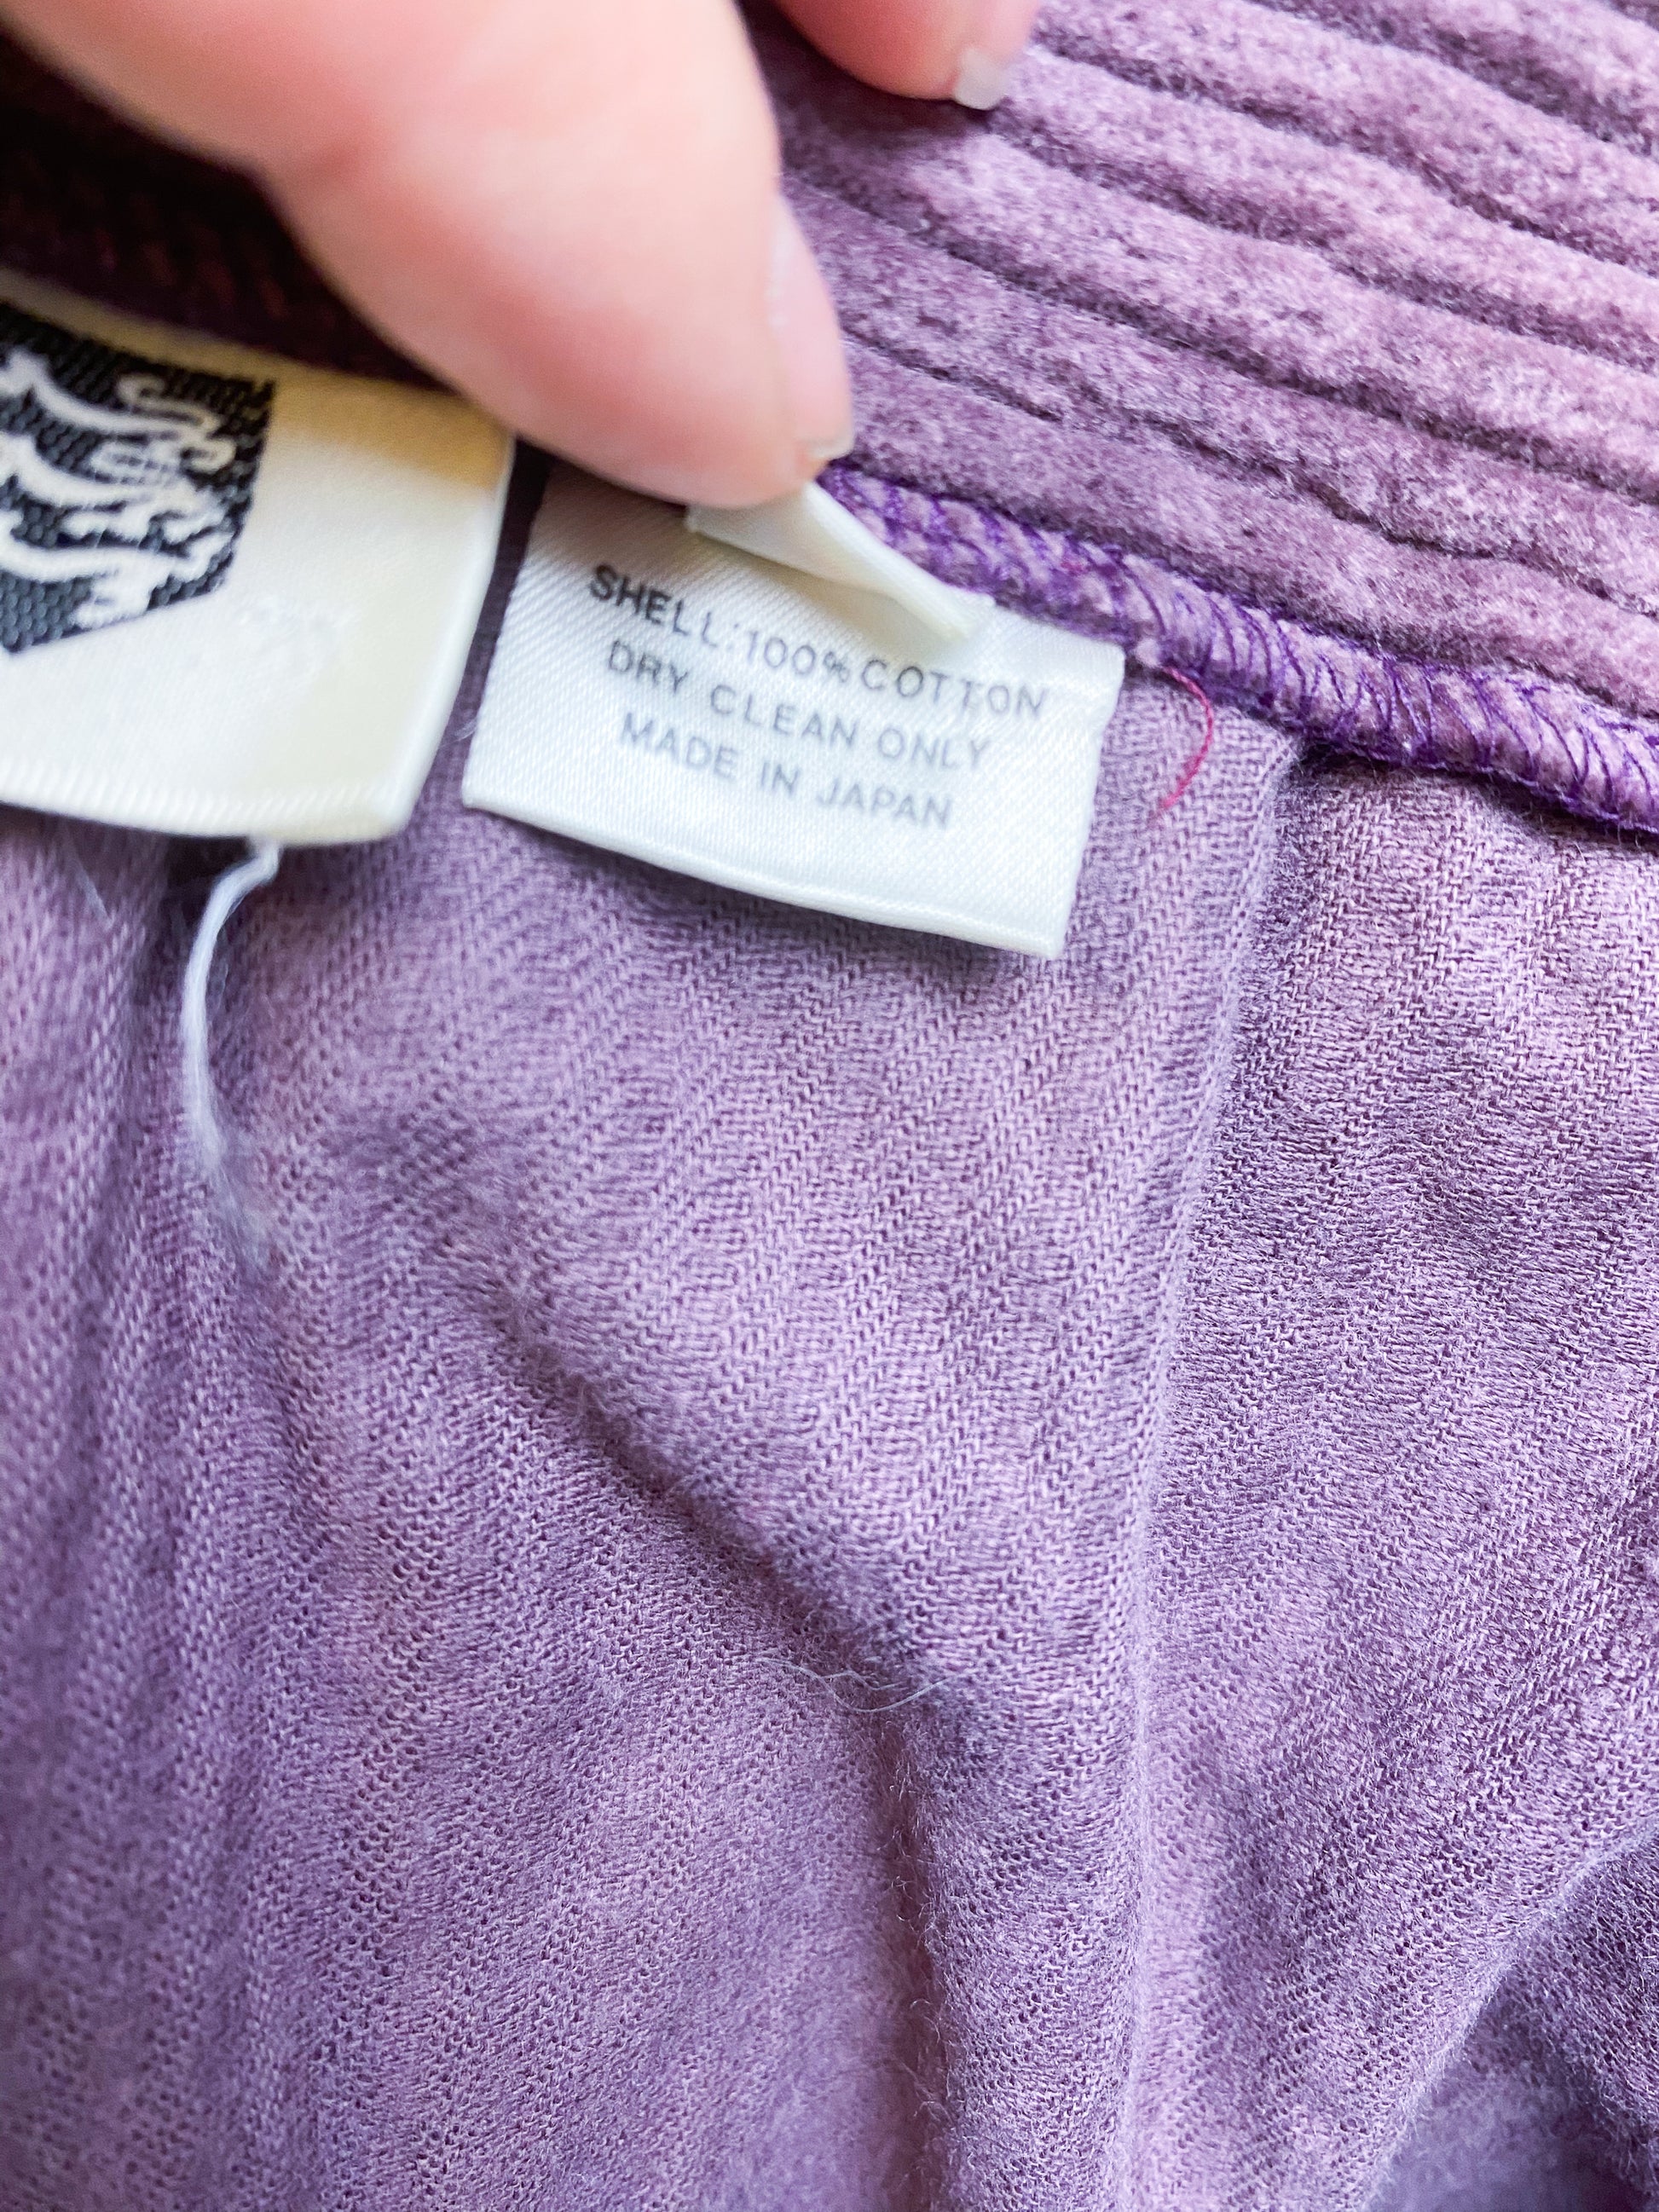 SHELL:100%COTTON
DRY CLEAN ONLY
MADE IN JAPAN